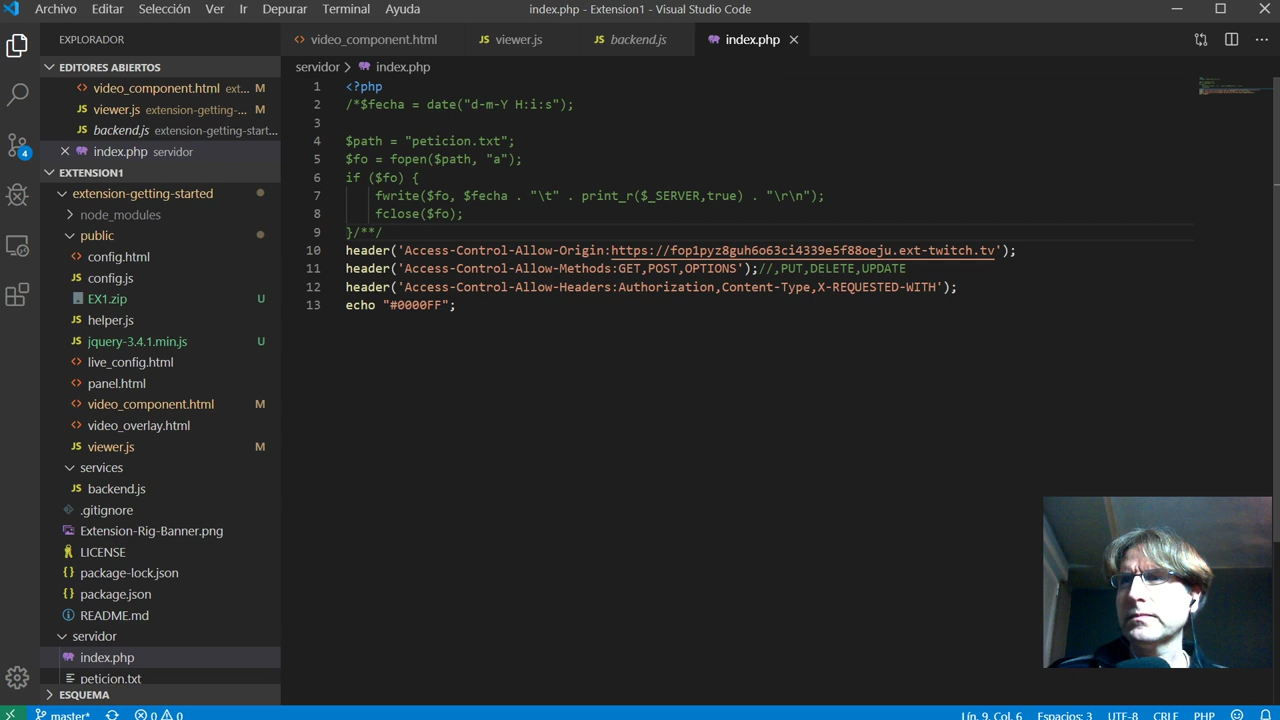 Archivo Editar Selección Ver Ir Depurar Terminal Ayuda index.php - Extension1 - Visual Studio Code
EXPLORADOR
video_component.html viewer.js backend.js index.php
EDITORES ABIERTOS
video_component.html ext... M
viewer.js extension-getting-... M
backend.js extension-getting-start...
index.php servidor
servidor > index.php
EXTENSION1
extension-getting-started
node_modules
public
config.html
config.js
EX1.zip U
helper.js
jquery-3.4.1.min.js U
live_config.html
panel.html
video_component.html M
video_overlay.html
viewer.js M
services
backend.js
.gitignore
Extension-Rig-Banner.png
LICENSE
package-lock.json
package.json
README.md
servidor
index.php
peticion.txt
ESQUEMA
4
1 <?php
2 /*$fecha = date("d-m-Y H:i:s");
3
4 $path = "peticion.txt";
5 $fo = fopen($path, "a");
6 if ($fo) {
7 fwrite($fo, $fecha . "\t" . print_r($_SERVER,true) . "\r\n");
8 fclose($fo);
9 }/**/
10 header('Access-Control-Allow-Origin:https://fop1pyz8guh6o63ci4339e5f88oeju.ext-twitch.tv');
11 header('Access-Control-Allow-Methods:GET,POST,OPTIONS');//,PUT,DELETE,UPDATE
12 header('Access-Control-Allow-Headers:Authorization,Content-Type,X-REQUESTED-WITH');
13 echo "#0000FF";
master* 0 0 Lín. 9, Col. 6 Espacios: 3 UTF-8 CRLF PHP